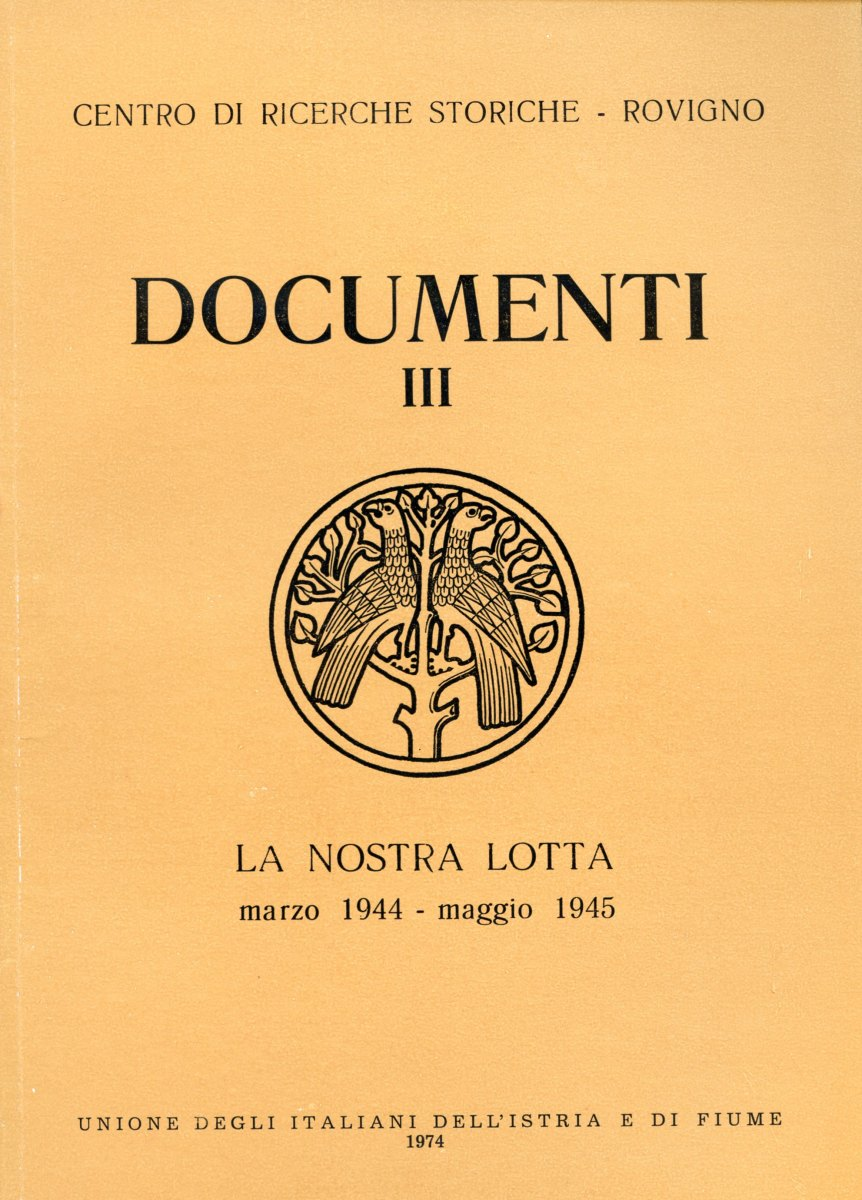 CENTRO DI RICERCHE STORICHE - ROVIGNO
DOCUMENTI
III
LA NOSTRA LOTTA
marzo 1944 - maggio 1945
UNIONE DEGLI ITALIANI DELL'ISTRIA E DI FIUME
1974